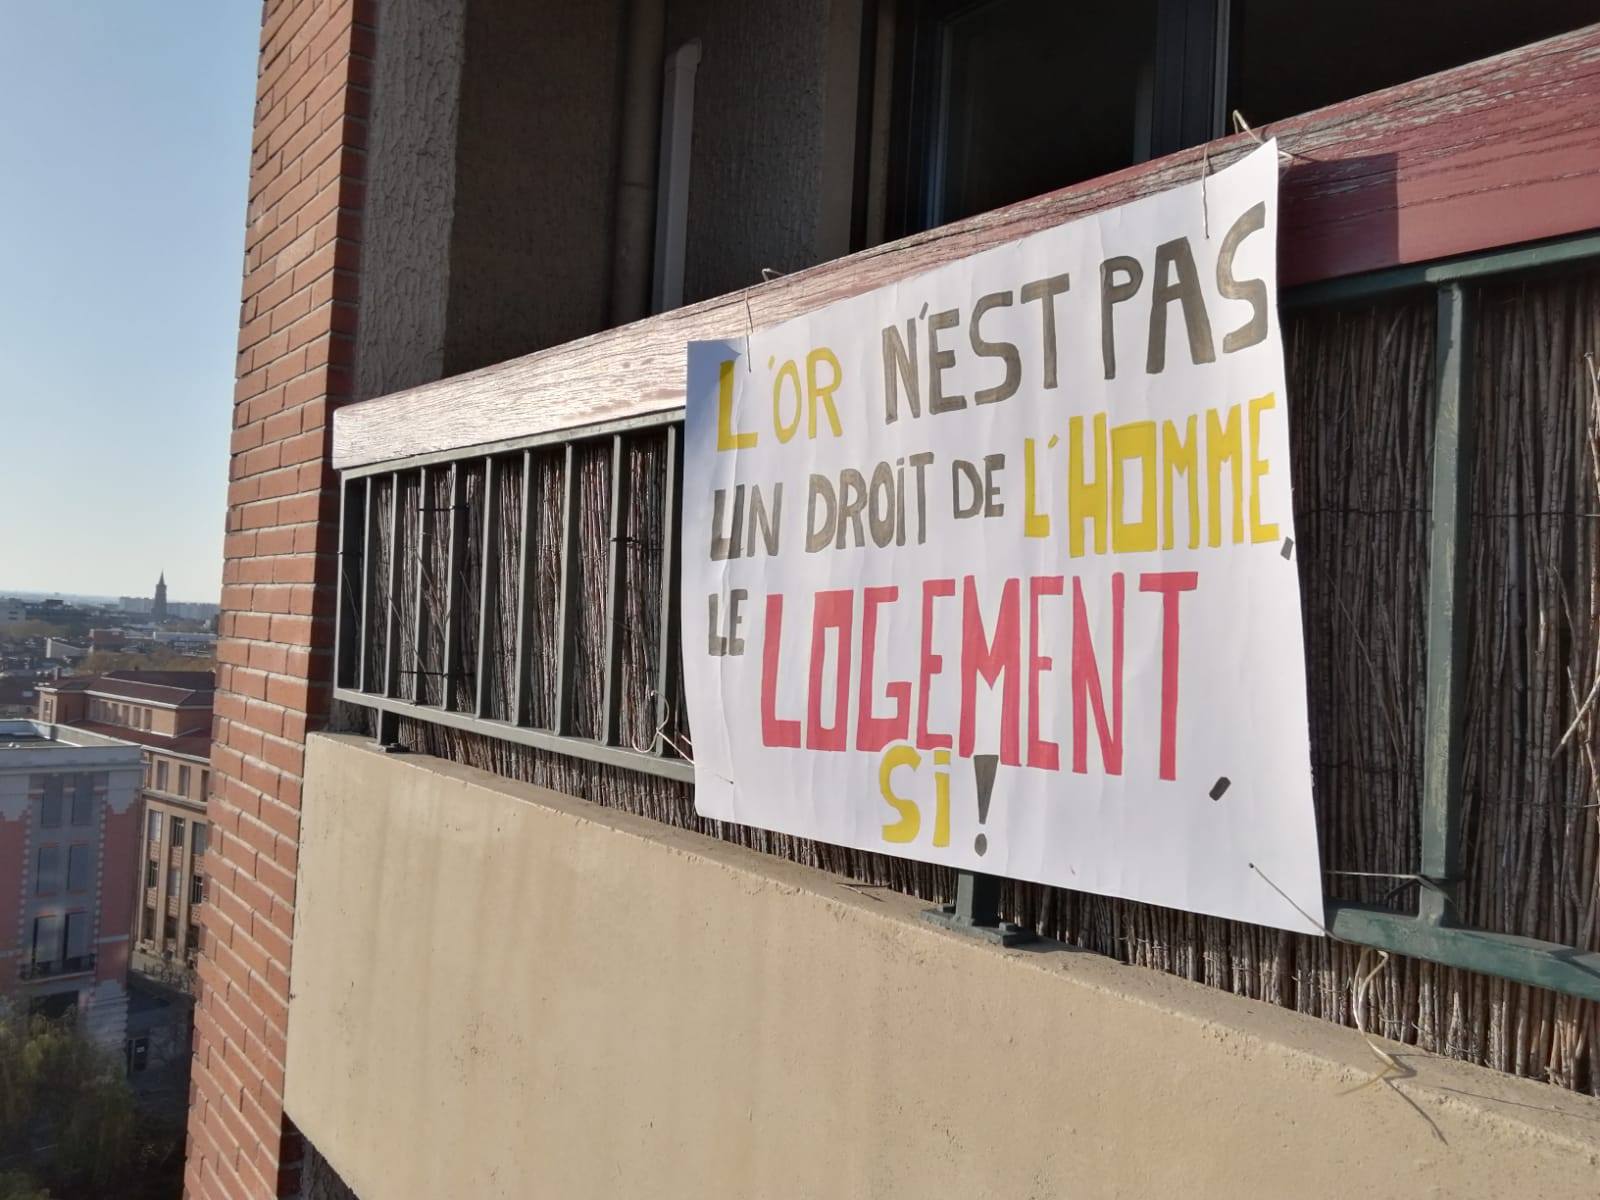 L'OR N'EST PAS
UN DROIT DE L'HOMME.
LE LOGEMENT,
Si !